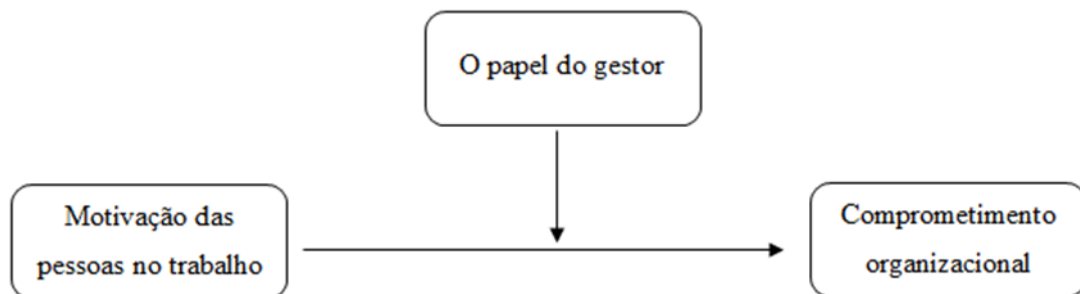 O papel do gestor
Motivação das
pessoas no trabalho
Comprometimento
organizacional